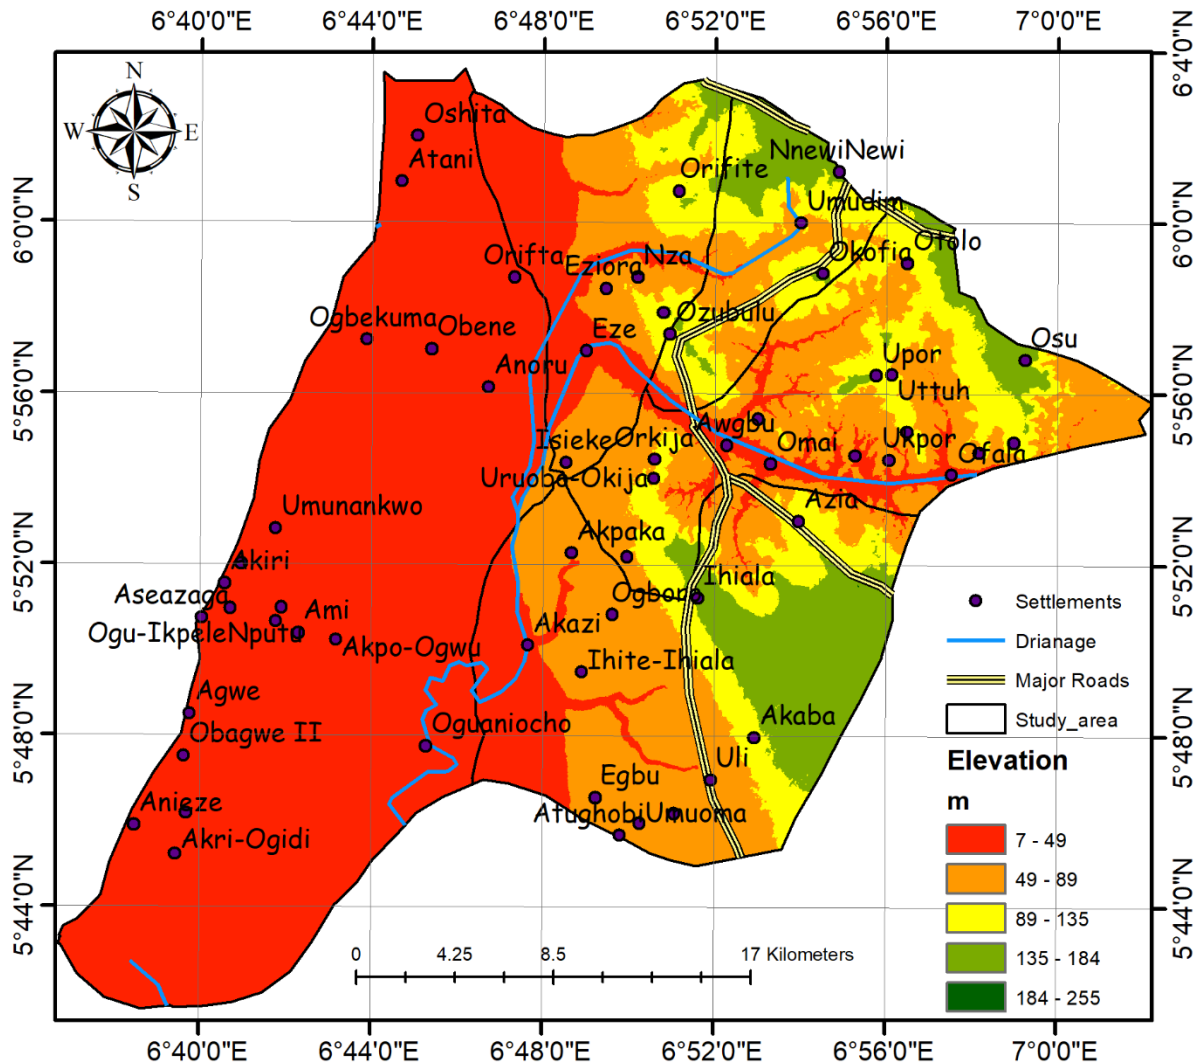 6°40'0"E 6°44'0"E 6°48'0"E 6°52'0"E 6°56'0"E 7°0'0"E
6°4'0"N
N
W E
S
Oshita
Atani
NnewiNewi
Orifite
Umudim
6°0'0"N 6°0'0"N
Otolo
Okofia
Orifta
Eziora
Nza
Ogbekuma
Obene
Ozubulu
Eze
Osu
Anoru
Upor
Uttuh
5°56'0"N 5°56'0"N
Awgbu
Isieke
Orkija
Omai
Ukpor
Ofala
Uruoba-Okija
Azia
Umunankwo
Akpaka
5°52'0"N 5°52'0"N
Akiri
Ihiala
Aseazaga
Ami
Ogboro
Ogu-IkpeleNputu
Akpo-Ogwu
Akazi
Ihite-Ihiala
Agwe
Obagwe II
Oguaniocho
Akaba
5°48'0"N 5°48'0"N
Uli
Egbu
Anieze
Atughobi
Umuoma
Akri-Ogidi
5°44'0"N 5°44'0"N
Settlements
Drianage
Major Roads
Study_area
Elevation
m
7 - 49
49 - 89
89 - 135
135 - 184
184 - 255
0 4.25 8.5 17 Kilometers
6°40'0"E 6°44'0"E 6°48'0"E 6°52'0"E 6°56'0"E 7°0'0"E